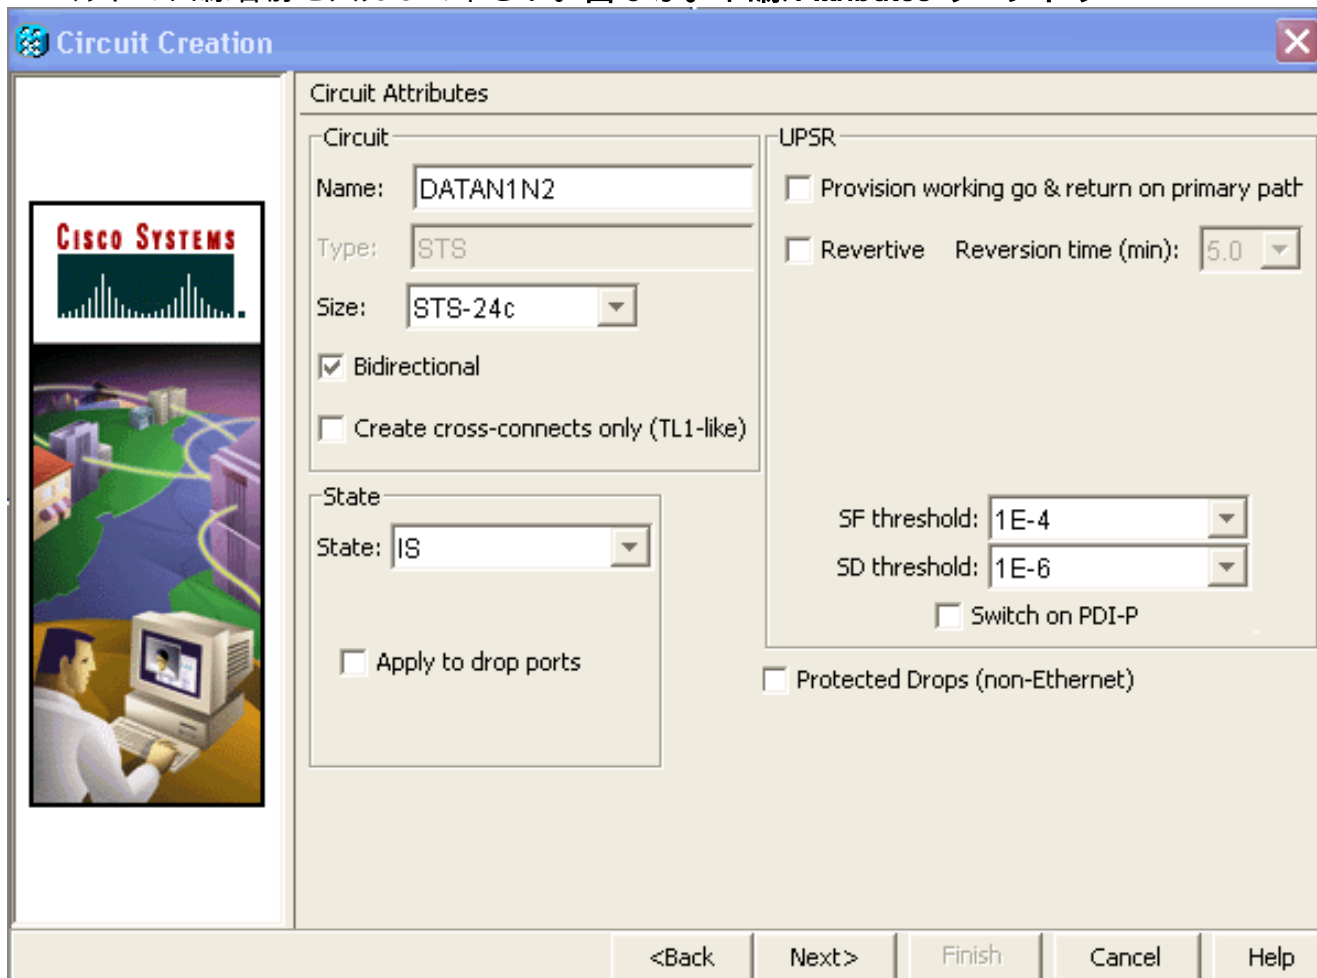 Circuit Creation
Circuit Attributes
CISCO SYSTEMS
Circuit
Name: DATAN1N2
Type: STS
Size: STS-24c
Bidirectional
Create cross-connects only (TL1-like)
State
State: IS
Apply to drop ports
UPSR
Provision working go & return on primary path
Revertive Reversion time (min): 5.0
SF threshold: 1E-4
SD threshold: 1E-6
Switch on PDI-P
Protected Drops (non-Ethernet)
<Back Next> Finish Cancel Help